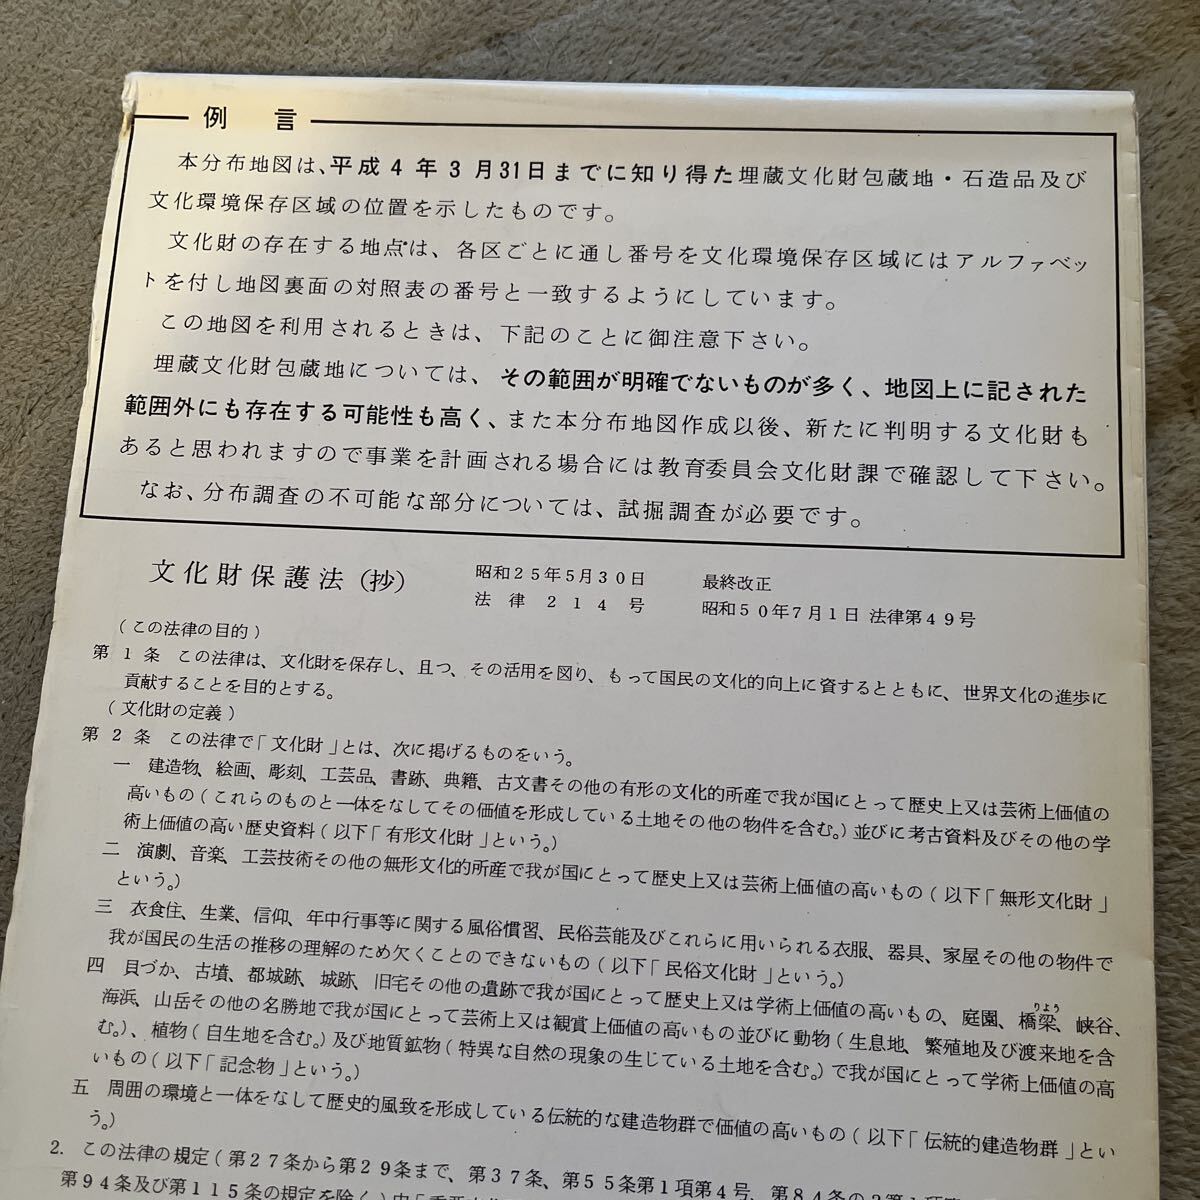 例　言
本分布地図は、平成４年３月31日までに知り得た埋蔵文化財包蔵地・石造品及び
文化環境保存区域の位置を示したものです。
文化財の存在する地点は、各区ごとに通し番号を文化環境保存区域にはアルファベッ
トを付し地図裏面の対照表の番号と一致するようにしています。
この地図を利用されるときは、下記のことに御注意下さい。
埋蔵文化財包蔵地については、その範囲が明確でないものが多く、地図上に記された
範囲外にも存在する可能性も高く、また本分布地図作成以後、新たに判明する文化財も
あると思われますので事業を計画される場合には教育委員会文化財課で確認して下さい。
なお、分布調査の不可能な部分については、試掘調査が必要です。
文化財保護法（抄） 昭和２５年５月３０日 最終改正
法律２１４号 昭和５０年７月１日 法律第４９号
（この法律の目的）
第１条　この法律は、文化財を保存し、且つ、その活用を図り、もって国民の文化的向上に資するとともに、世界文化の進歩に
貢献することを目的とする。
（文化財の定義）
第２条　この法律で「文化財」とは、次に掲げるものをいう。
一　建造物、絵画、彫刻、工芸品、書跡、典籍、古文書その他の有形の文化的所産で我が国にとって歴史上又は芸術上価値の
高いもの（これらのものと一体をなしてその価値を形成している土地その他の物件を含む。）並びに考古資料及びその他の学
術上価値の高い歴史資料（以下「有形文化財」という。）
二　演劇、音楽、工芸技術その他の無形文化的所産で我が国にとって歴史上又は芸術上価値の高いもの（以下「無形文化財」
という。）
三　衣食住、生業、信仰、年中行事等に関する風俗慣習、民俗芸能及びこれらに用いられる衣服、器具、家屋その他の物件で
我が国民の生活の推移の理解のため欠くことのできないもの（以下「民俗文化財」という。）
四　貝づか、古墳、都城跡、城跡、旧宅その他の遺跡で我が国にとって歴史上又は学術上価値の高いもの、庭園、橋梁、峡谷、
りよう
海浜、山岳その他の名勝地で我が国にとって芸術上又は観賞上価値の高いもの並びに動物（生息地、繁殖地及び渡来地を含
む。）、植物（自生地を含む。）及び地質鉱物（特異な自然の現象の生じている土地を含む。）で我が国にとって学術上価値の高
いもの（以下「記念物」という。）
五　周囲の環境と一体をなして歴史的風致を形成している伝統的な建造物群で価値の高いもの（以下「伝統的建造物群」とい
う。）
2. この法律の規定（第２７条から第２９条まで、第３７条、第５５条第１項第４号、第８４条の２第１項第
第９４条及び第１１５条の規定を除く）中「重要文化